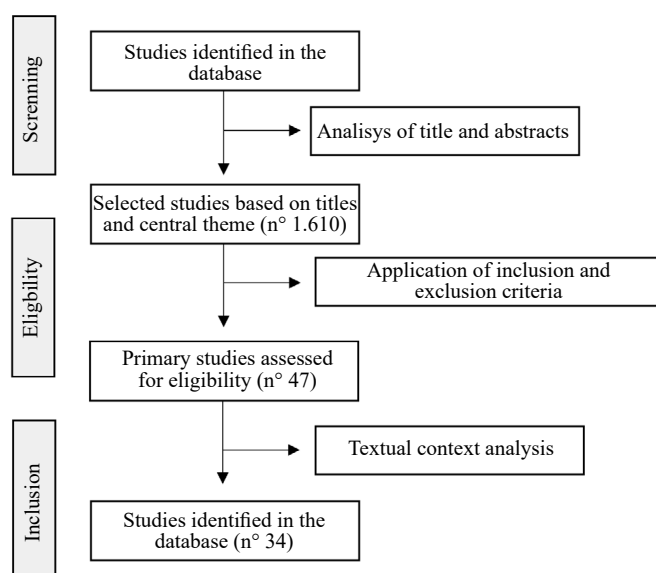 Screnning
Studies identified in the
database
Analisys of title and abstracts
Selected studies based on titles
and central theme (n° 1.610)
Eligbility
Application of inclusion and
exclusion criteria
Primary studies assessed
for eligibility (n° 47)
Inclusion
Textual context analysis
Studies identified in the
database (n° 34)